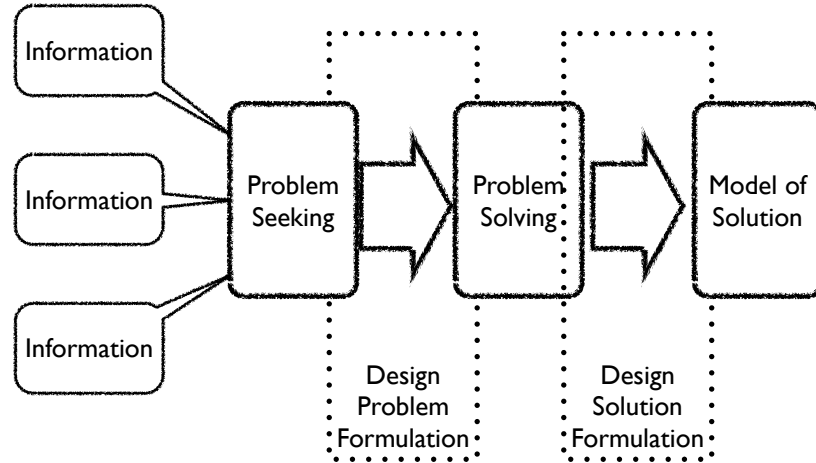 Information
Information
Information
Problem
Seeking
Problem
Solving
Model of
Solution
Design
Problem
Formulation
Design
Solution
Formulation